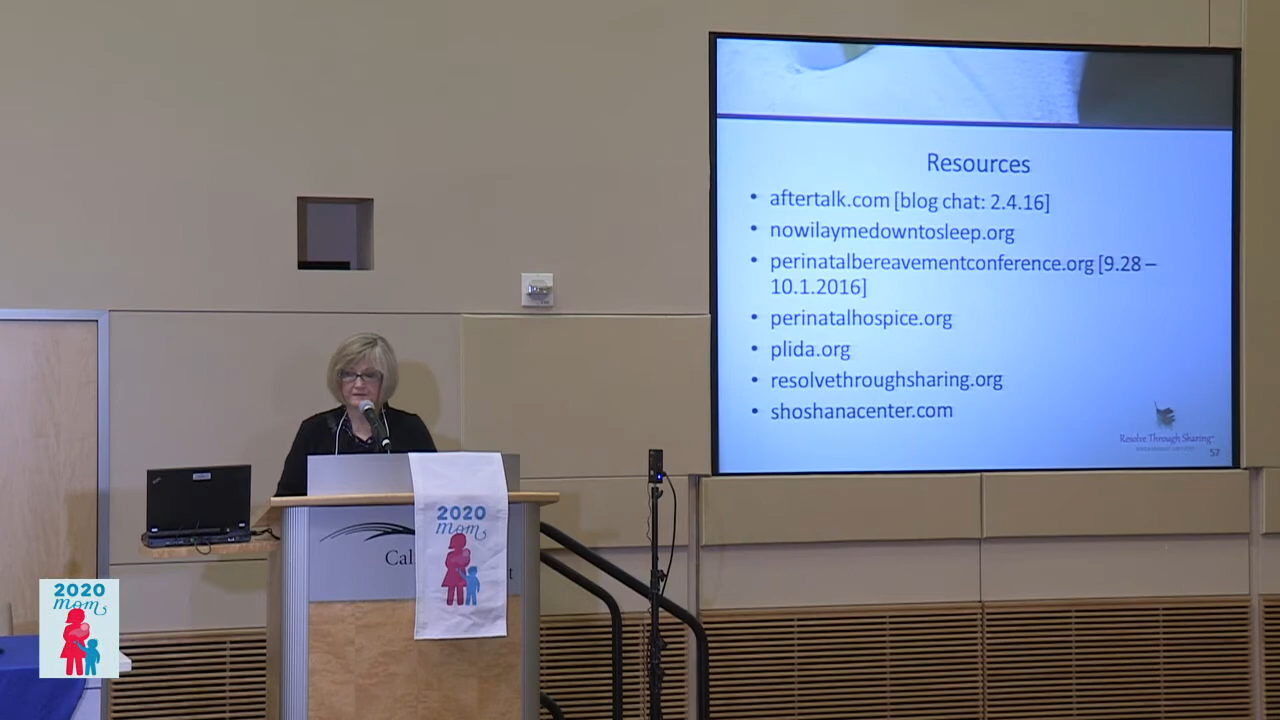 Resources
• aftertalk.com [blog chat: 2.4.16]
• nowilaymedowntosleep.org
• perinatalbereavementconference.org [9.28 –
10.1.2016]
• perinatalhospice.org
• plida.org
• resolvethroughsharing.org
• shoshanacenter.com
Resolve Through Sharing
57
2020
mom
Cal
t
2020
mom